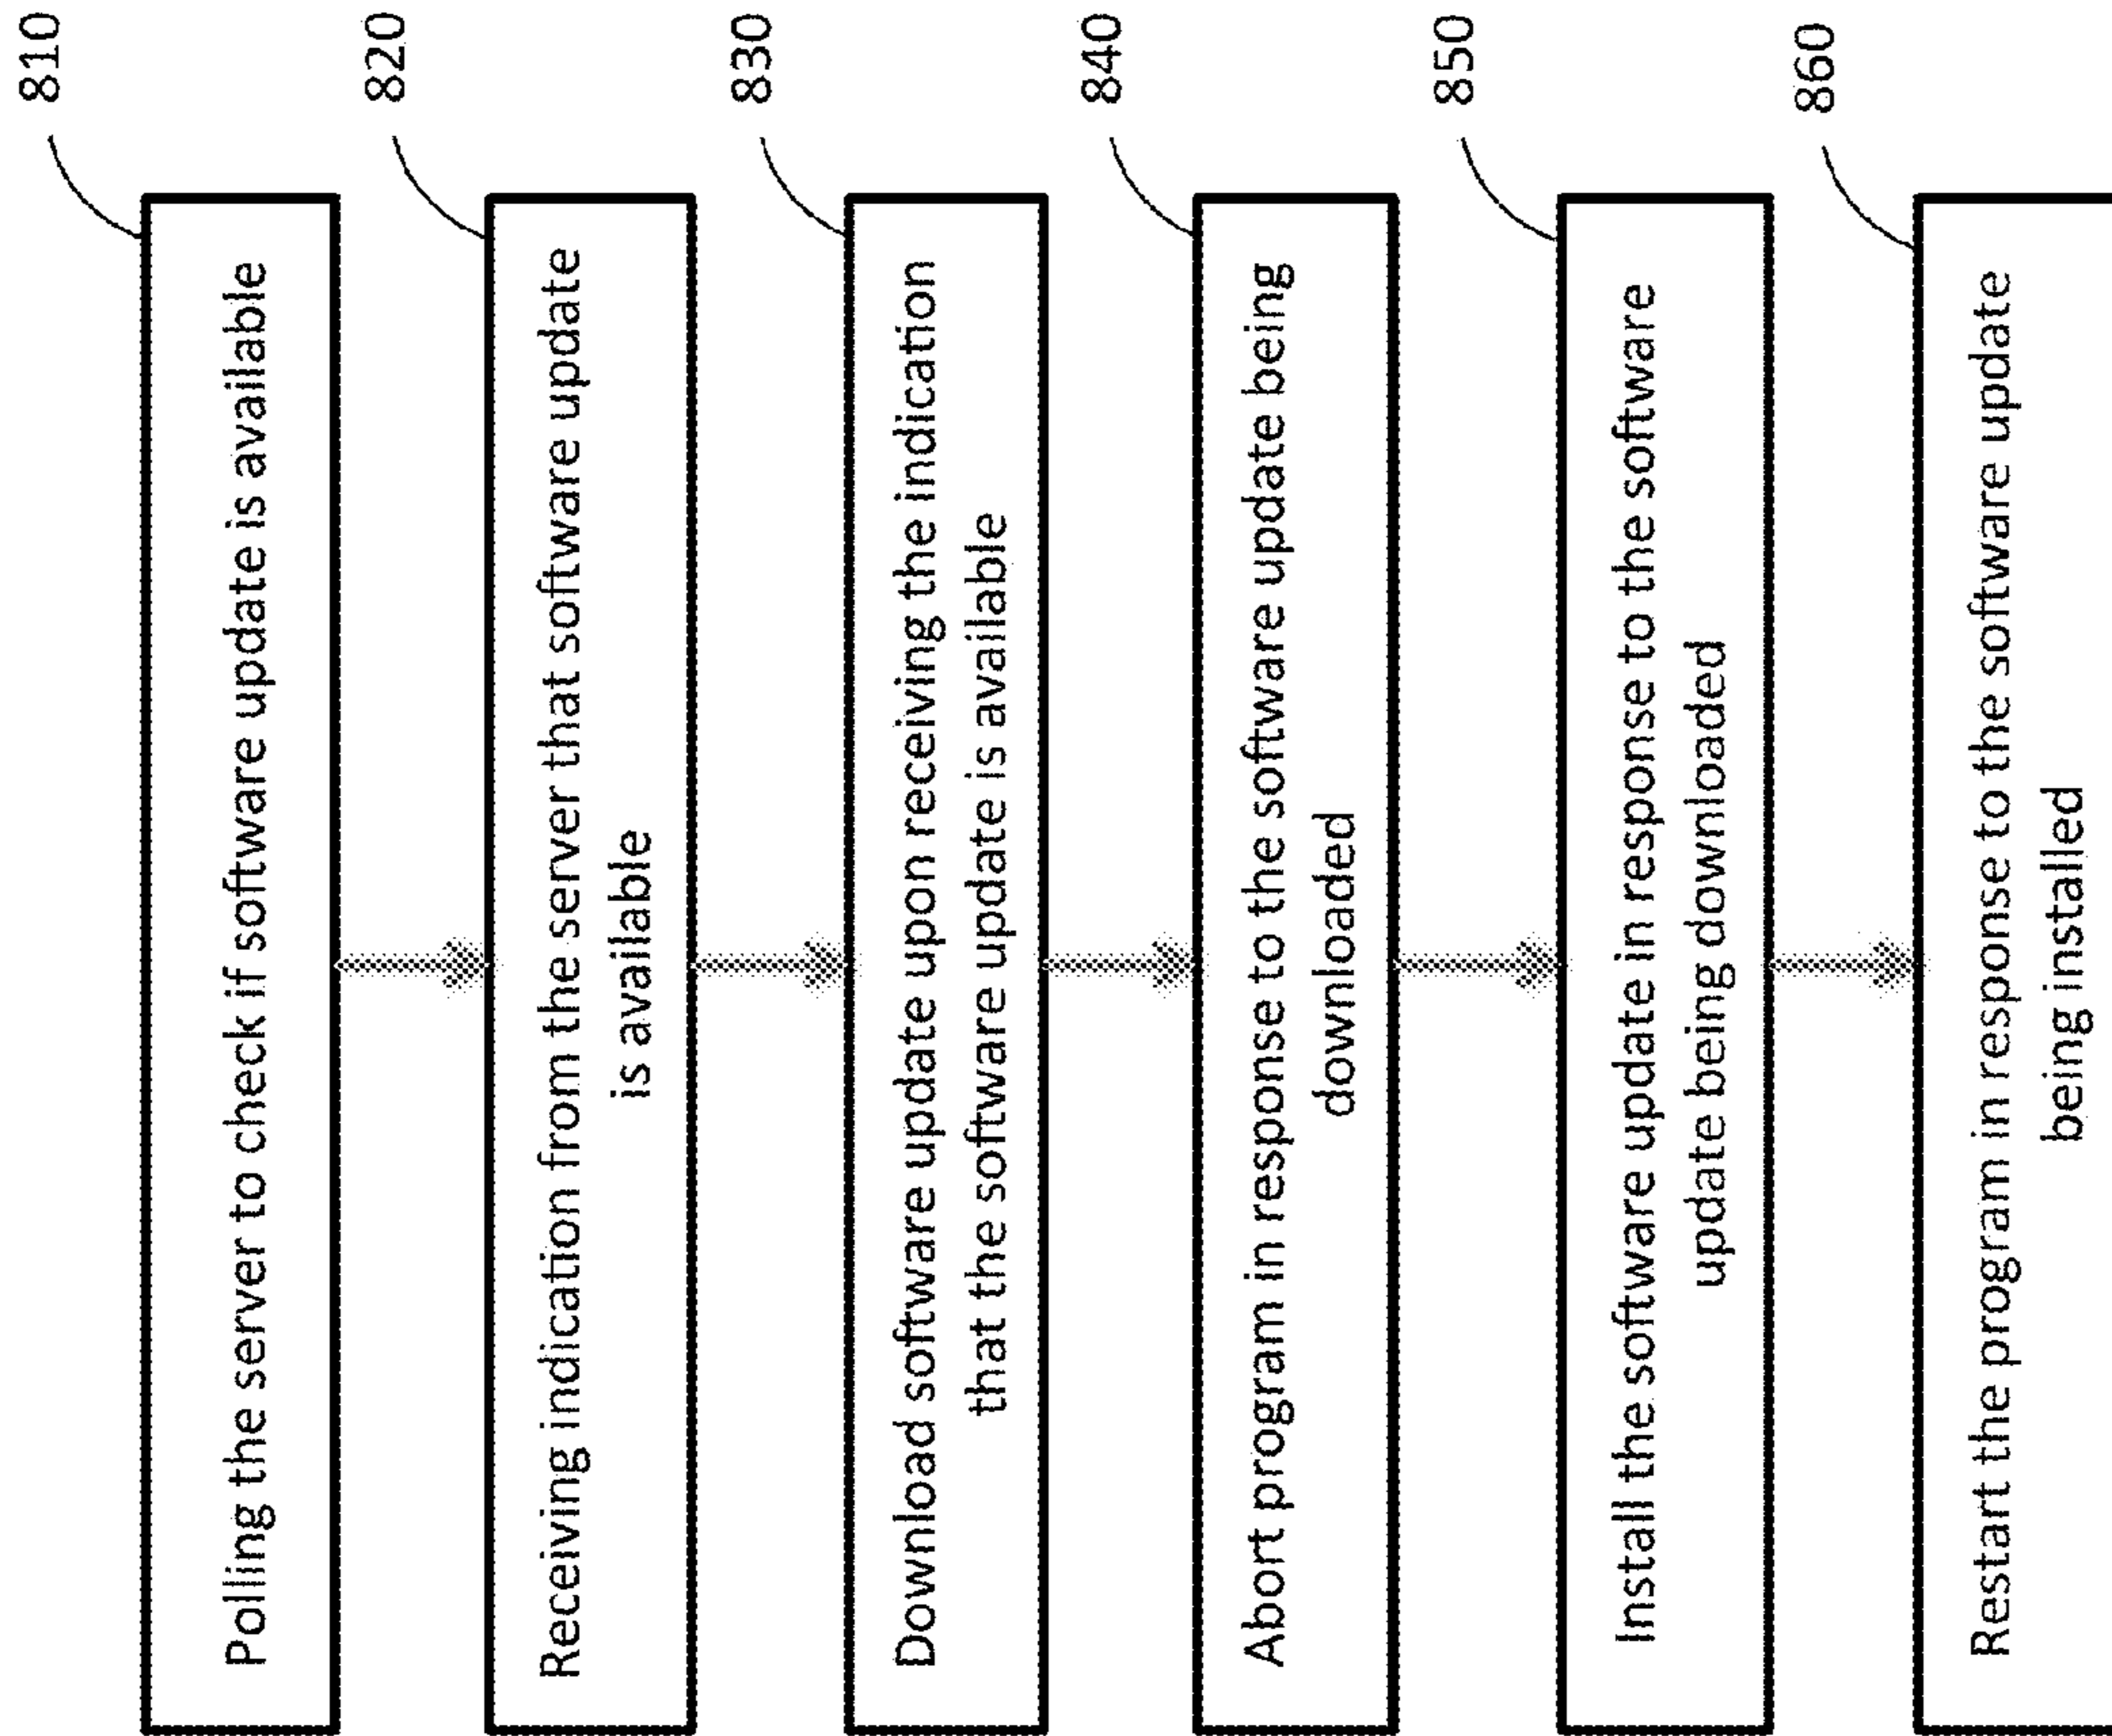 810
Polling the server to check if software update is available
820
Receiving indication from the server that software update
is available
830
Download software update upon receiving the indication
that the software update is available
840
Abort program in response to the software update being
downloaded
850
Install the software update in response to the software
update being downloaded
860
Restart the program in response to the software update
being installed